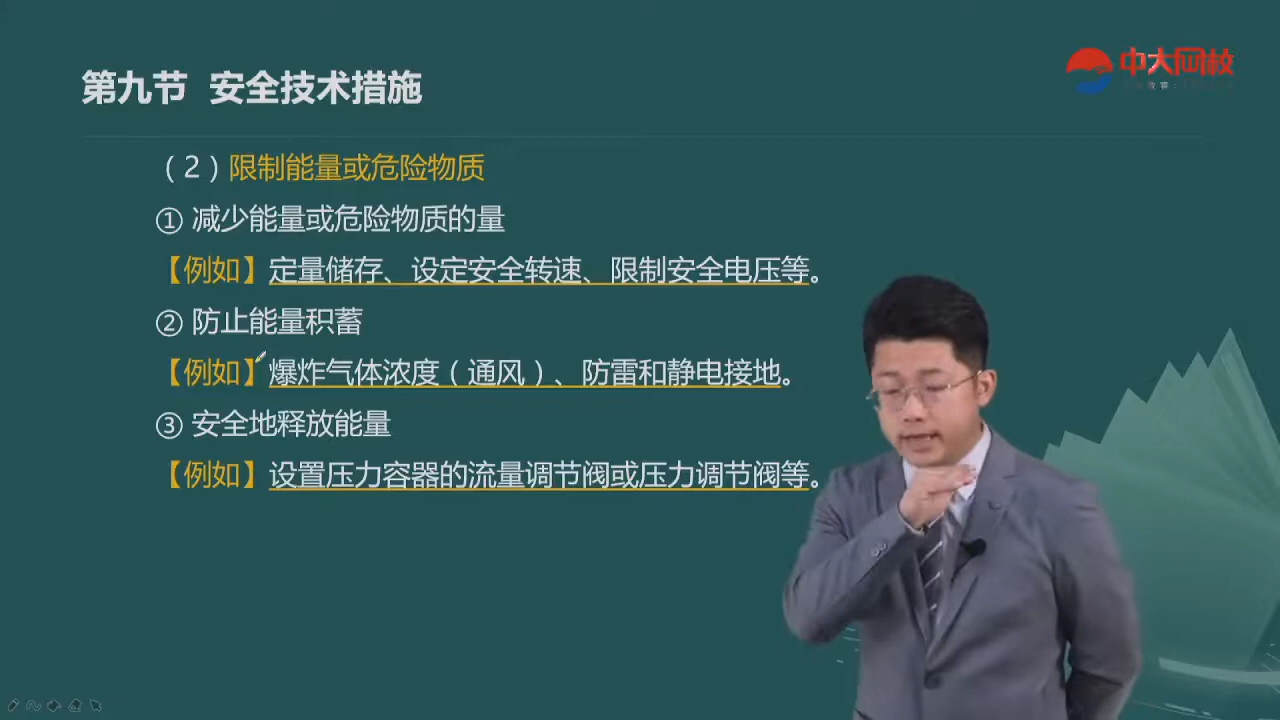 第九节 安全技术措施
中大网校
（2）限制能量或危险物质
① 减少能量或危险物质的量
【例如】定量储存、设定安全转速、限制安全电压等。
② 防止能量积蓄
【例如】爆炸气体浓度（通风）、防雷和静电接地。
③ 安全地释放能量
【例如】设置压力容器的流量调节阀或压力调节阀等。